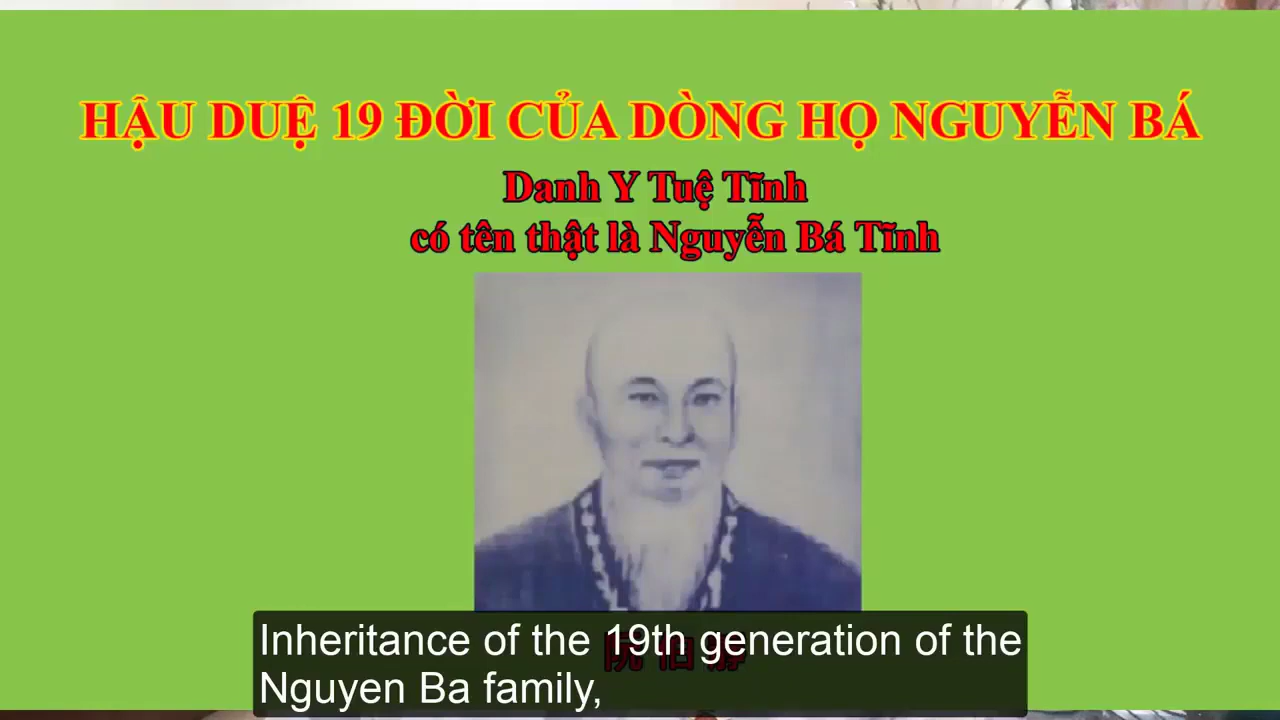 HẬU DUỆ 19 ĐỜI CỦA DÒNG HỌ NGUYỄN BÁ
Danh Y Tuệ Tĩnh
có tên thật là Nguyễn Bá Tĩnh
Inheritance of the 19th generation of the
Nguyen Ba family,